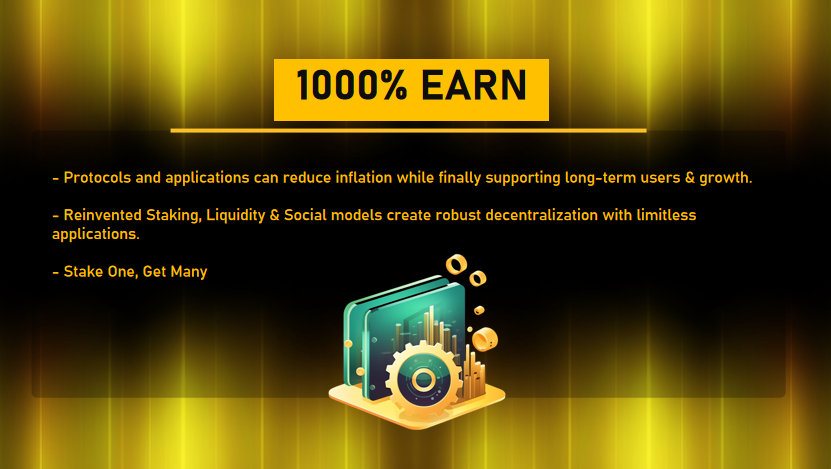 1000% EARN
- Protocols and applications can reduce inflation while finally supporting long-term users & growth.
- Reinvented Staking, Liquidity & Social models create robust decentralization with limitless
applications.
- Stake One, Get Many